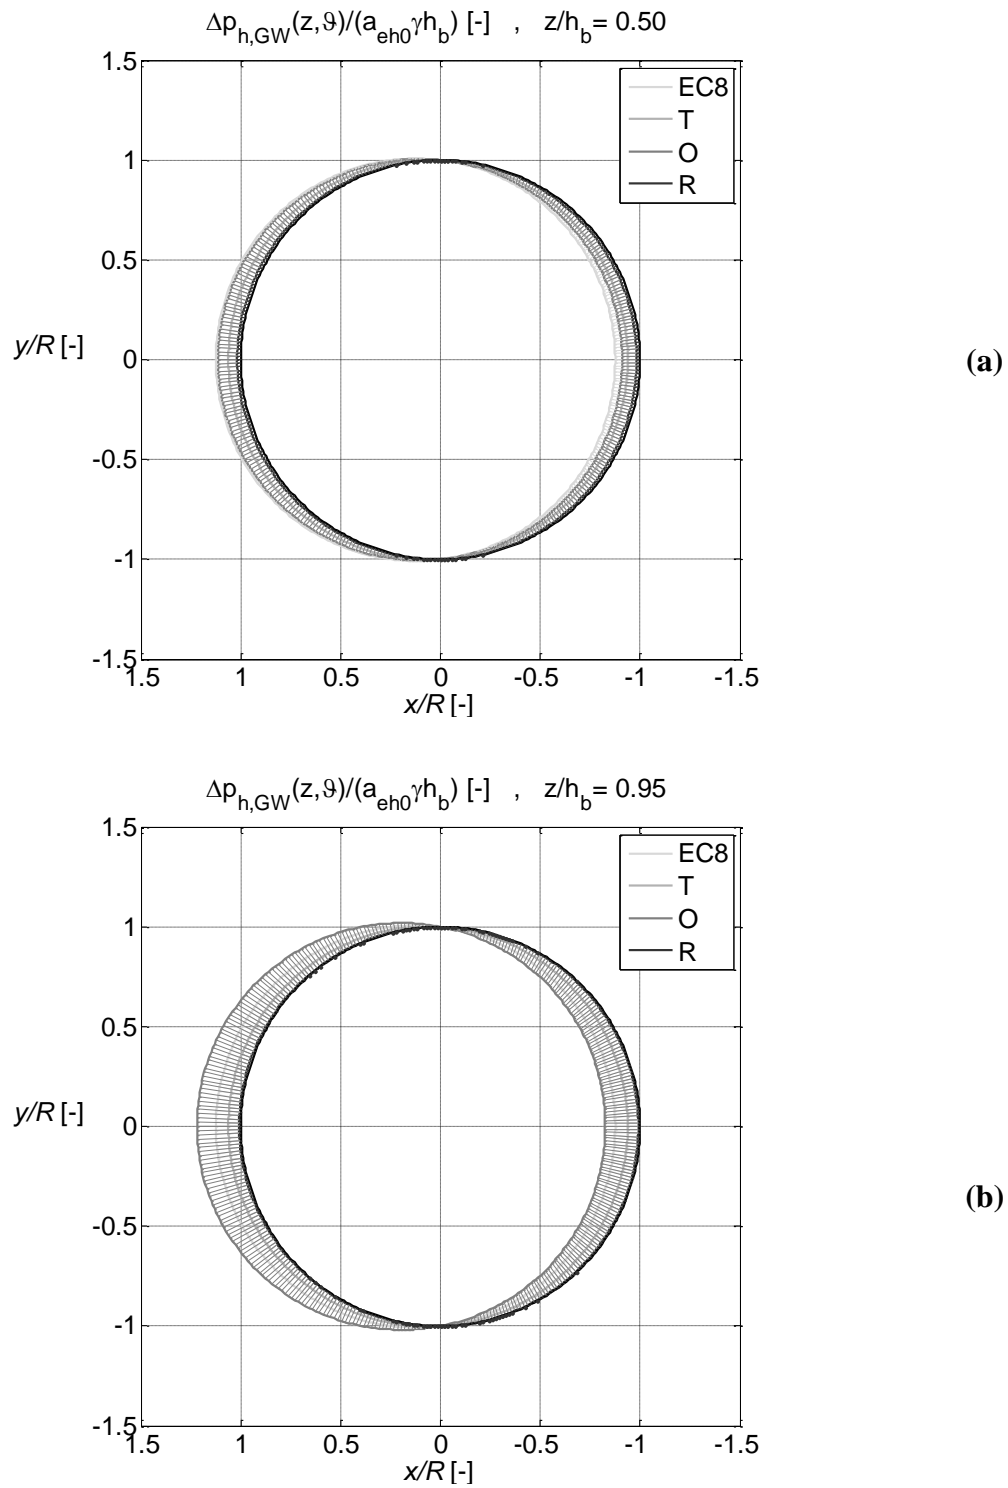 Δp_h,GW(z,ϑ)/(a_eh0γh_b) [-] , z/h_b= 0.50
1.5
EC8
T
O
R
1
0.5
y/R [-]
0
(a)
-0.5
-1
-1.5
1.5 1 0.5 0 -0.5 -1 -1.5
x/R [-]
Δp_h,GW(z,ϑ)/(a_eh0γh_b) [-] , z/h_b= 0.95
1.5
EC8
T
O
R
1
0.5
y/R [-]
0
(b)
-0.5
-1
-1.5
1.5 1 0.5 0 -0.5 -1 -1.5
x/R [-]